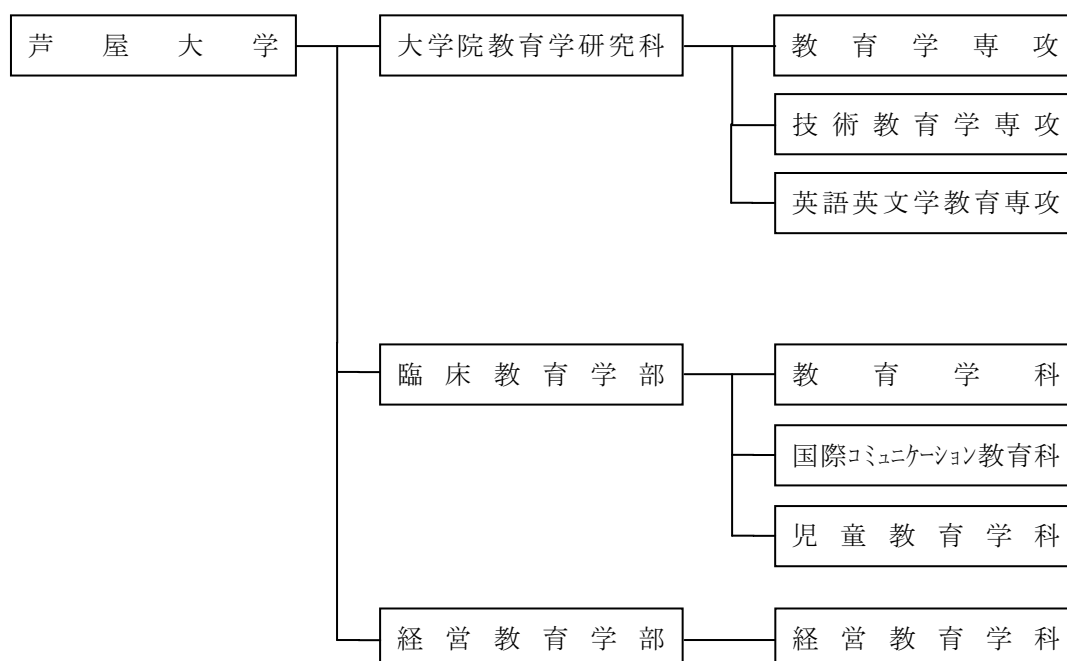 芦屋大学
大学院教育学研究科
教育学専攻
技術教育学専攻
英語英文学教育専攻
臨床教育学部
教育学科
国際コミュニケーション教育科
児童教育学科
経営教育学部
経営教育学科